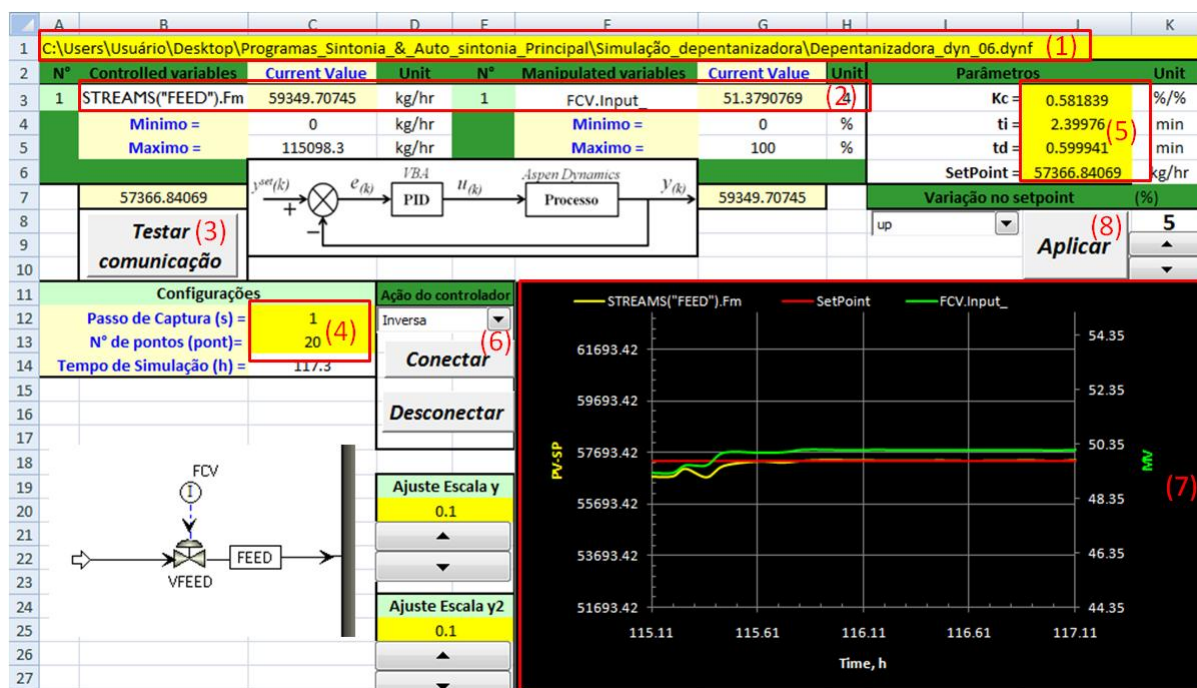 A B C D E F G H I J K
1 C:\Users\Usuário\Desktop\Programas_Sintonia_&_Auto_sintonia_Principal\Simulação_depentanizadora\Depentanizadora_dyn_06.dynf (1)
2 N° Controlled variables Current Value Unit N° Manipulated variables Current Value Unit Parâmetros Unit
3 1 STREAMS("FEED").Fm 59349.70745 kg/hr 1 FCV.Input_ 51.3790769 (2) Kc = 0.581839 %/%
4 Minimo = 0 kg/hr Minimo = 0 % ti = 2.39976 (5) min
5 Maximo = 115098.3 kg/hr Maximo = 100 % td = 0.599941 min
6 SetPoint = 57366.84069 kg/hr
yset(k) + − e(k) VBA PID u(k) Aspen Dynamics Processo y(k)
7 57366.84069 59349.70745 Variação no setpoint (%)
8 Testar (3) up (8) 5
9 Aplicar
10 comunicação
11 Configurações Ação do controlador
12 Passo de Captura (s) = 1 (4) Inversa
13 N° de pontos (pont)= 20 (6)
14 Tempo de Simulação (h) = 117.3 Conectar
15
16 Desconectar
17
18 FCV
19 Ajuste Escala y
20 I 0.1
21
22 FEED
23 VFEED
24 Ajuste Escala y2
25 0.1
26
27
STREAMS("FEED").Fm SetPoint FCV.Input_
61693.42 54.35
59693.42 52.35
57693.42 50.35
PV-SP MV
55693.42 48.35 (7)
53693.42 46.35
51693.42 44.35
115.11 115.61 116.11 116.61 117.11
Time, h